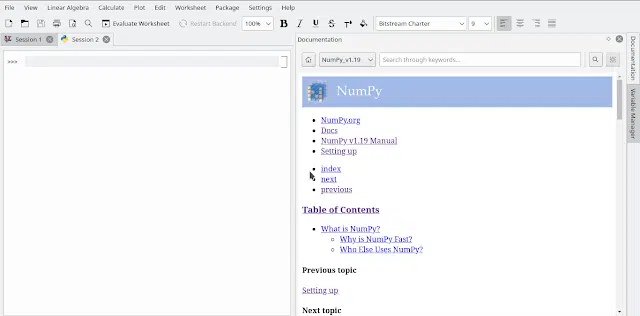 File View Linear Algebra Calculate Plot Edit Worksheet Package Settings Help
Evaluate Worksheet Restart Backend 100% B I U S T Bitstream Charter 9
Session 1 Session 2 Documentation
>>>
NumPy_v1.19 Search through keywords...
NumPy
NumPy.org
Docs
NumPy v1.19 Manual
Setting up
index
next
previous
Table of Contents
What is NumPy?
Why is NumPy Fast?
Who Else Uses NumPy?
Previous topic
Setting up
Next topic
Documentation
Variable Manager